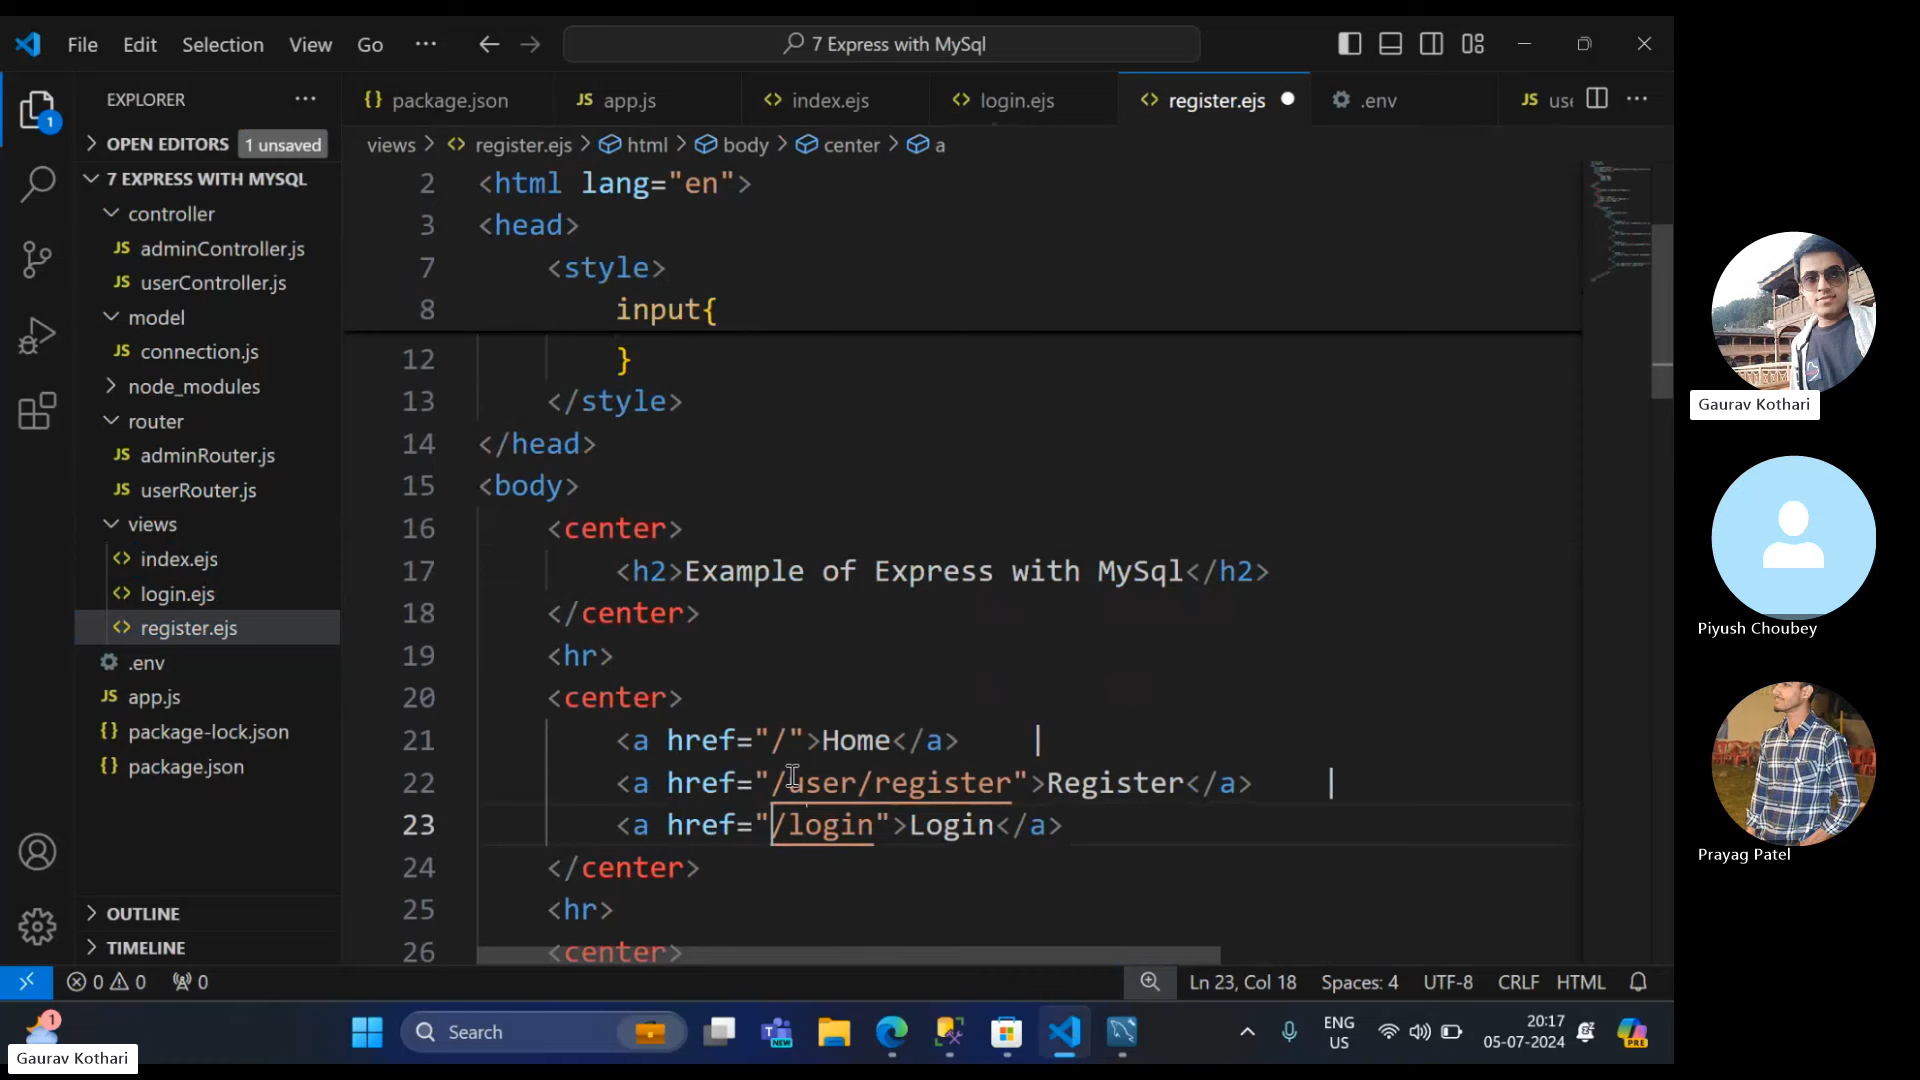 File Edit Selection View Go ··· 7 Express with MySql
EXPLORER
OPEN EDITORS 1 unsaved
7 EXPRESS WITH MYSQL
controller
JS adminController.js
JS userController.js
model
JS connection.js
node_modules
router
JS adminRouter.js
JS userRouter.js
views
<> index.ejs
<> login.ejs
<> register.ejs
.env
JS app.js
{} package-lock.json
{} package.json
OUTLINE
TIMELINE
1
{} package.json JS app.js <> index.ejs <> login.ejs <> register.ejs .env JS use
views > <> register.ejs > html > body > center > a
2 <html lang="en">
3 <head>
7 <style>
8 input{
12 }
13 </style>
14 </head>
15 <body>
16 <center>
17 <h2>Example of Express with MySql</h2>
18 </center>
19 <hr>
20 <center>
21 <a href="/">Home</a> |
22 <a href="/user/register">Register</a> |
23 <a href="/login">Login</a>
24 </center>
25 <hr>
26 <center>
0 0 0 Ln 23, Col 18 Spaces: 4 UTF-8 CRLF HTML
1 Search NEW ENG US 20:17 05-07-2024 PRE
Gaurav Kothari
Gaurav Kothari
Piyush Choubey
Prayag Patel